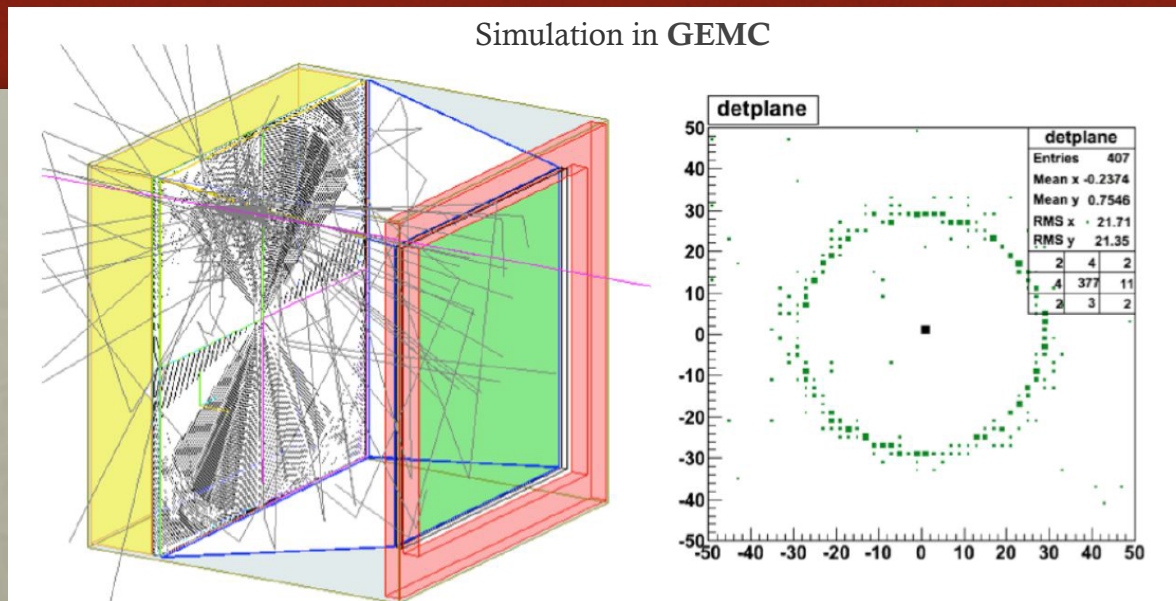 Simulation in GEMC
detplane
detplane
Entries 407
Mean x -0.2374
Mean y 0.7546
RMS x 21.71
RMS y 21.35
2 4 2
4 377 11
2 3 2
50
40
30
20
10
0
-10
-20
-30
-40
-50
-50 -40 -30 -20 -10 0 10 20 30 40 50